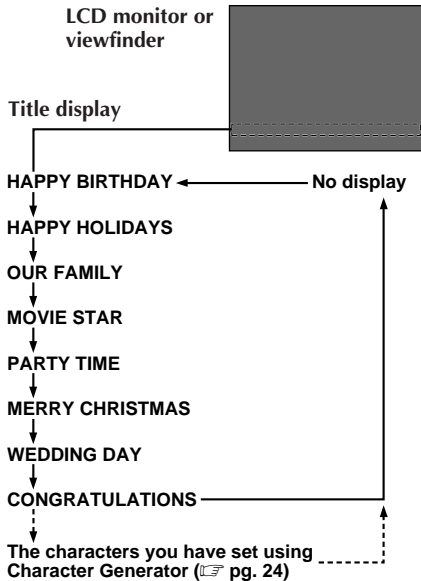 LCD monitor or
viewfinder
Title display
HAPPY BIRTHDAY
No display
HAPPY HOLIDAYS
OUR FAMILY
MOVIE STAR
PARTY TIME
MERRY CHRISTMAS
WEDDING DAY
CONGRATULATIONS
The characters you have set using
Character Generator (☞ pg. 24)